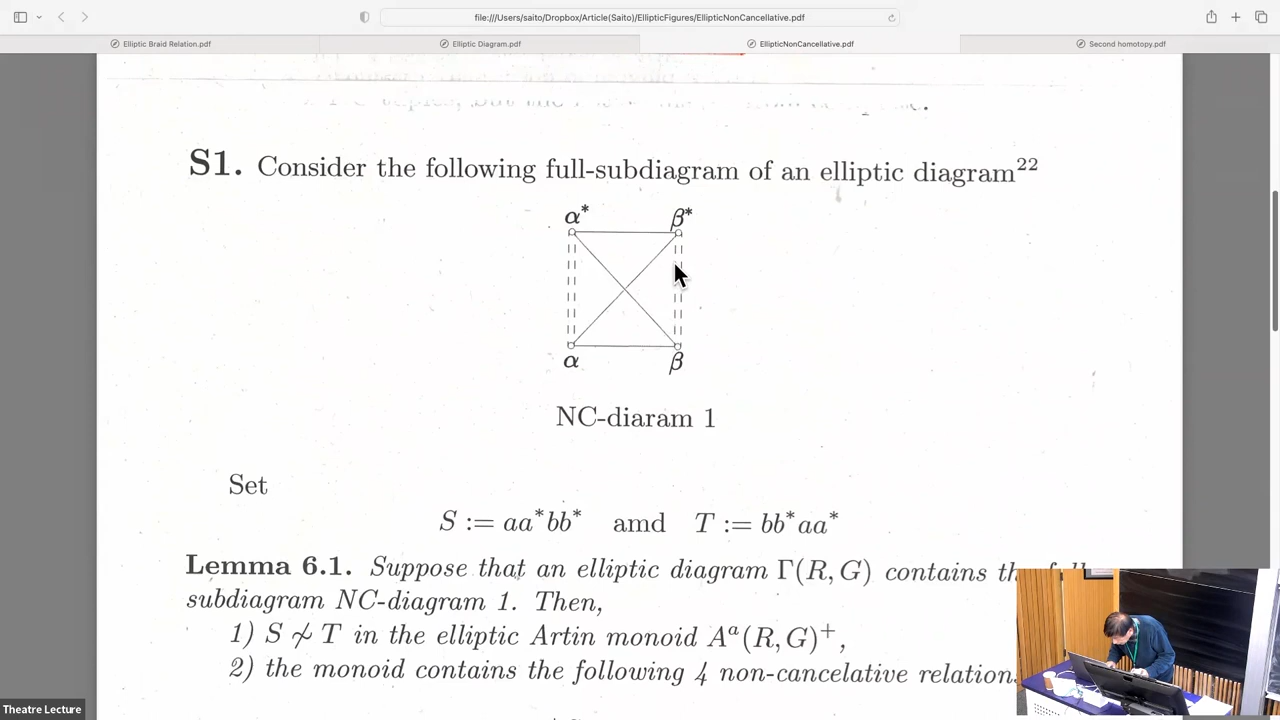 file:///Users/saito/Dropbox/Article(Saito)/EllipticFigures/EllipticNonCancellative.pdf
Elliptic Braid Relation.pdf
Elliptic Diagram.pdf
EllipticNonCancellative.pdf
Second homotopy.pdf
S1. Consider the following full-subdiagram of an elliptic diagram²²
α* β*
α β
NC-diaram 1
Set
S := aa*bb* amd T := bb*aa*
Lemma 6.1. Suppose that an elliptic diagram Γ(R, G) contains
subdiagram NC-diagram 1. Then,
1) S ≁ T in the elliptic Artin monoid Aᵃ(R, G)⁺,
2) the monoid contains the following 4 non-cancelative relations
Theatre Lecture